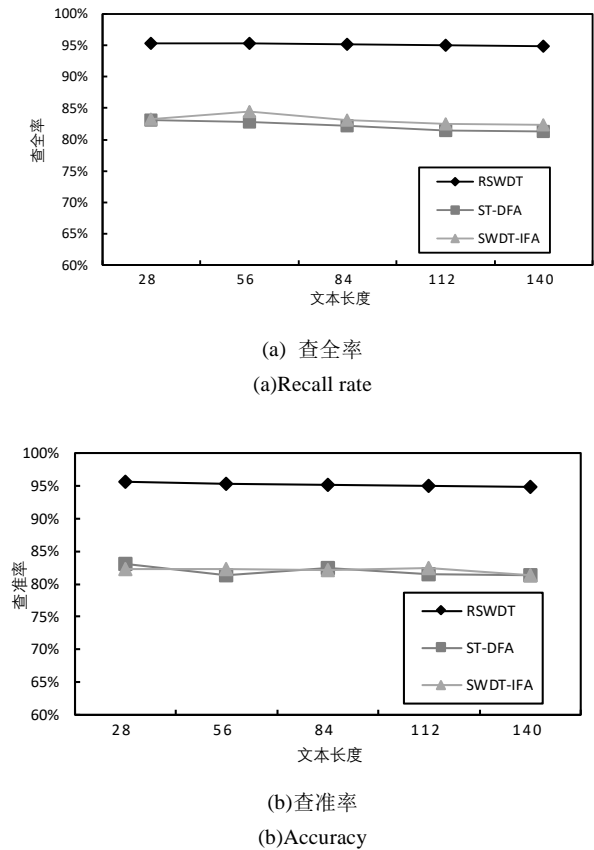 100%
95%
90%
85%
80%
75%
70%
65%
60%
查全率
RSWDT
ST-DFA
SWDT-IFA
28 56 84 112 140
文本长度
(a) 查全率
(a)Recall rate
100%
95%
90%
85%
80%
75%
70%
65%
60%
查准率
RSWDT
ST-DFA
SWDT-IFA
28 56 84 112 140
文本长度
(b)查准率
(b)Accuracy